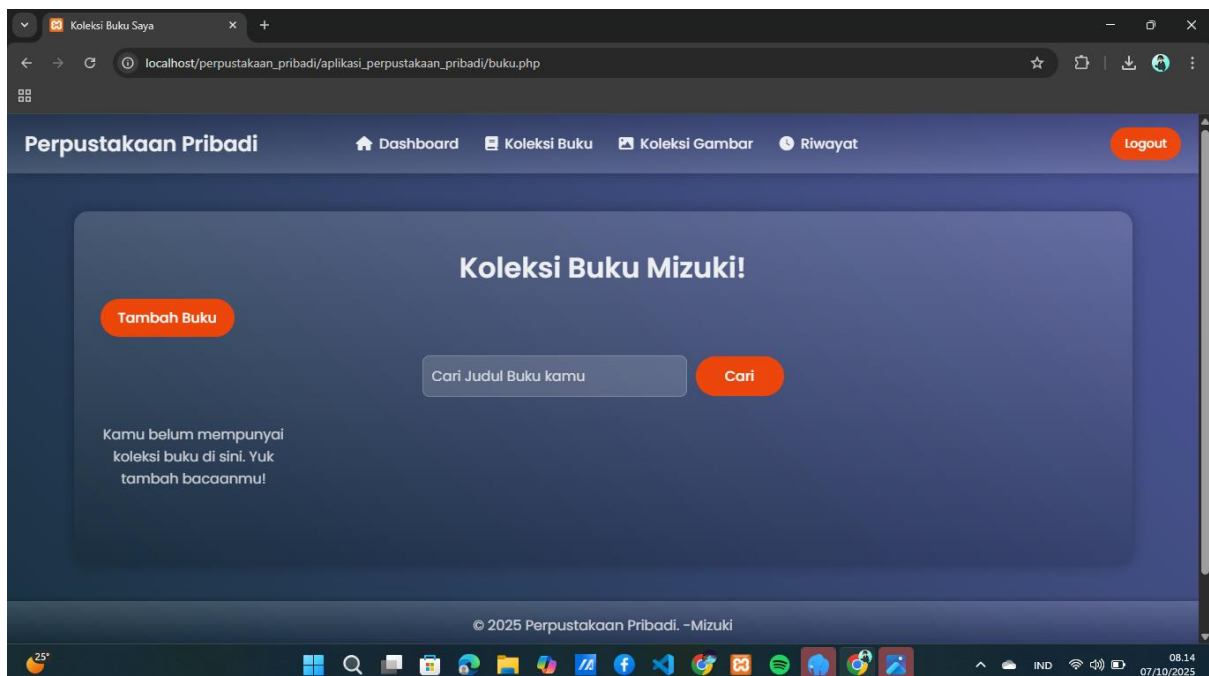 Koleksi Buku Saya
localhost/perpustakaan_pribadi/aplikasi_perpustakaan_pribadi/buku.php
Perpustakaan Pribadi Dashboard Koleksi Buku Koleksi Gambar Riwayat Logout
Koleksi Buku Mizuki!
Tambah Buku
Cari Judul Buku kamu Cari
Kamu belum mempunyai
koleksi buku di sini. Yuk
tambah bacaanmu!
© 2025 Perpustakaan Pribadi. -Mizuki
25°
IND
08.14
07/10/2025